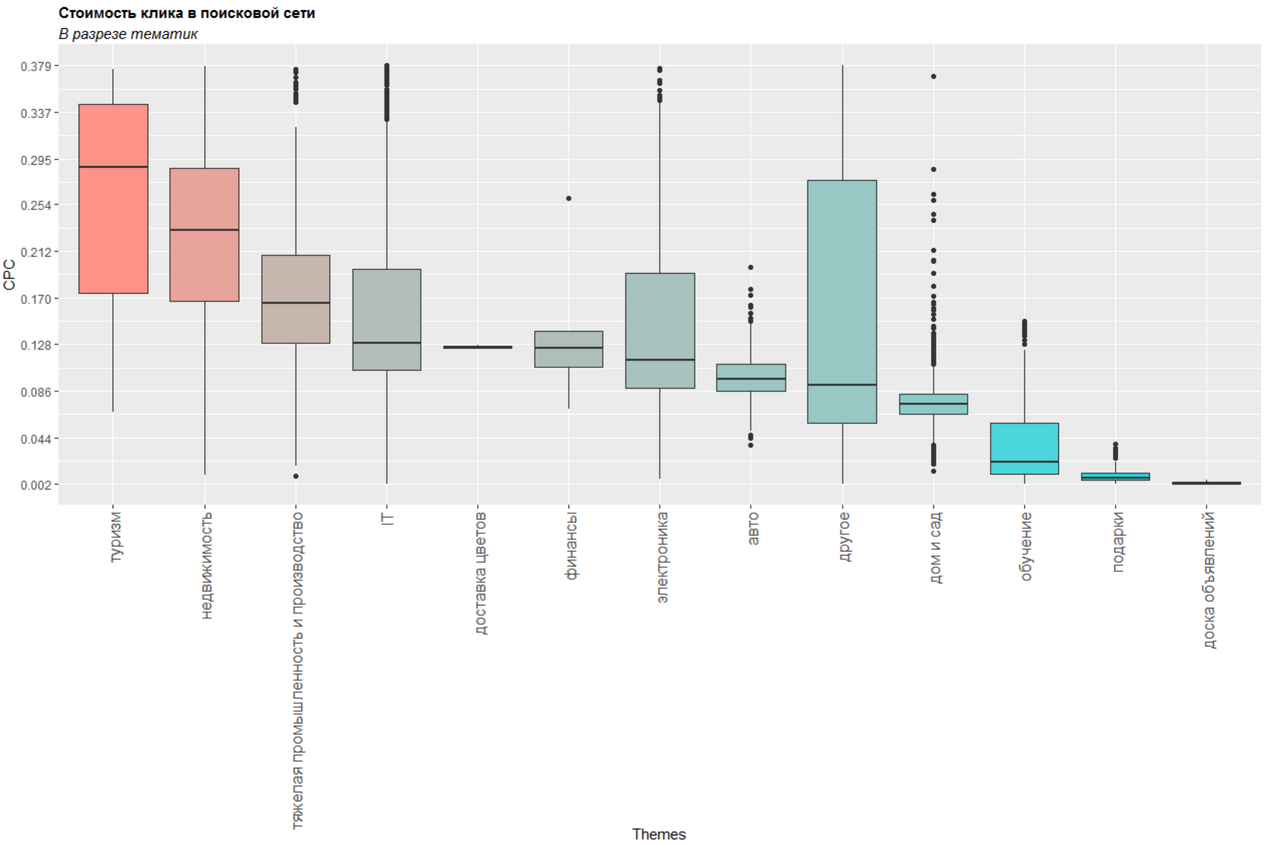 Стоимость клика в поисковой сети
В разрезе тематик
CPC
0.379
0.337
0.295
0.254
0.212
0.170
0.128
0.086
0.044
0.002
туризм
недвижимость
тяжелая промышленность и производство
IT
доставка цветов
финансы
электроника
авто
другое
дом и сад
обучение
подарки
доска объявлений
Themes